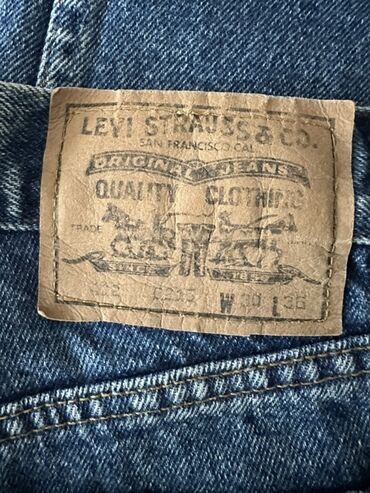 LEVI STRAUSS & CO.
SAN FRANCISCO CAL.
ORIGINAL JEANS
QUALITY CLOTHING
TRADE
W 30 L 36